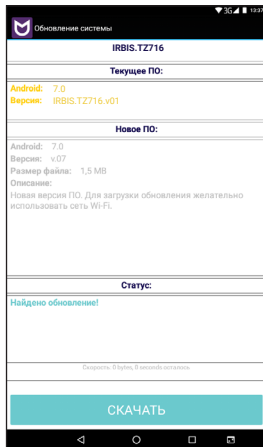 3G 13:37
Обновление системы
IRBIS.TZ716
Текущее ПО:
Android: 7.0
Версия: IRBIS.TZ716.v01
Новое ПО:
Android: 7.0
Версия: v.07
Размер файла: 1,5 MB
Описание:
Новая версия ПО. Для загрузки обновления желательно
использовать сеть Wi-Fi.
Статус:
Найдено обновление!
Скорость: 0 bytes, 0 seconds осталось.
СКАЧАТЬ